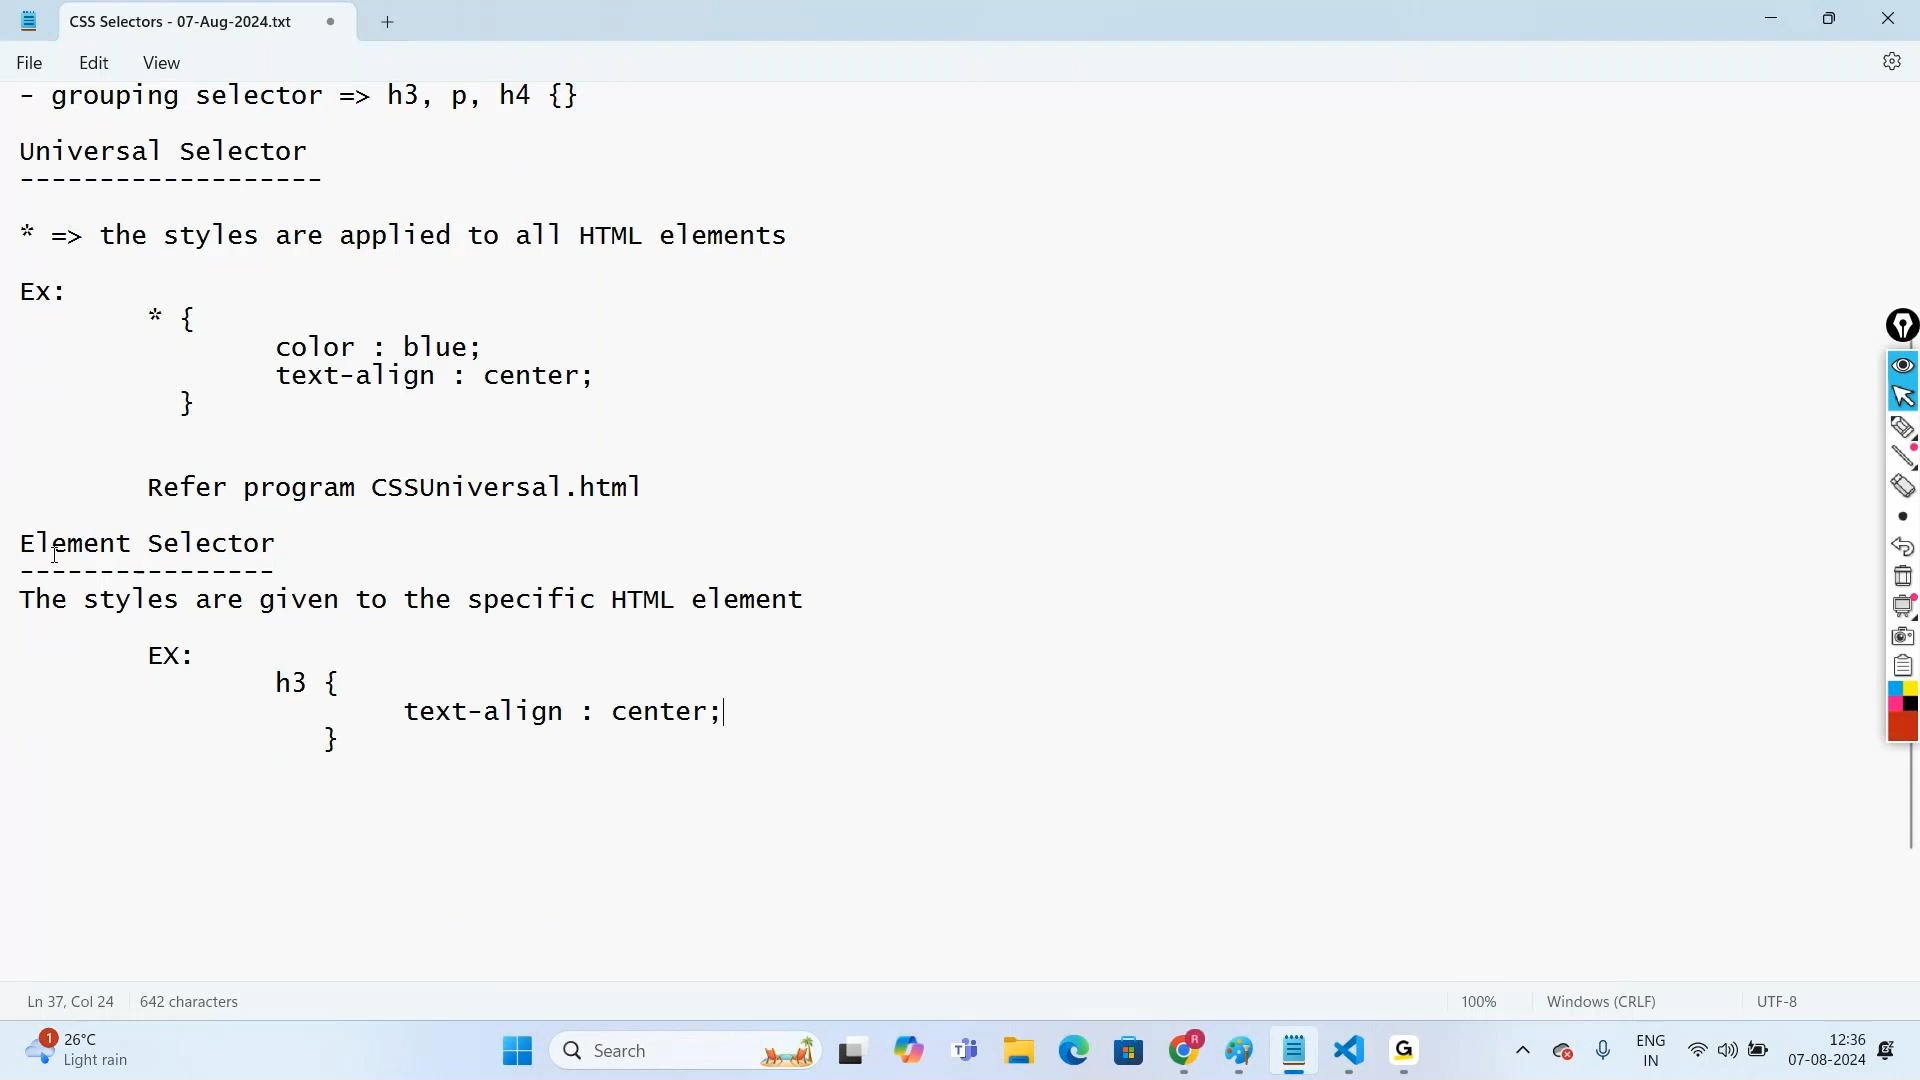 CSS Selectors - 07-Aug-2024.txt
File Edit View
- grouping selector => h3, p, h4 {}
Universal Selector
-------------------
* => the styles are applied to all HTML elements
Ex:
* {
color : blue;
text-align : center;
}
Refer program CSSUniversal.html
Element Selector
----------------
The styles are given to the specific HTML element
EX:
h3 {
text-align : center;
}
Ln 37, Col 24 642 characters 100% Windows (CRLF) UTF-8
1 26°C
Light rain
Search
R
G
ENG
IN
12:36
07-08-2024